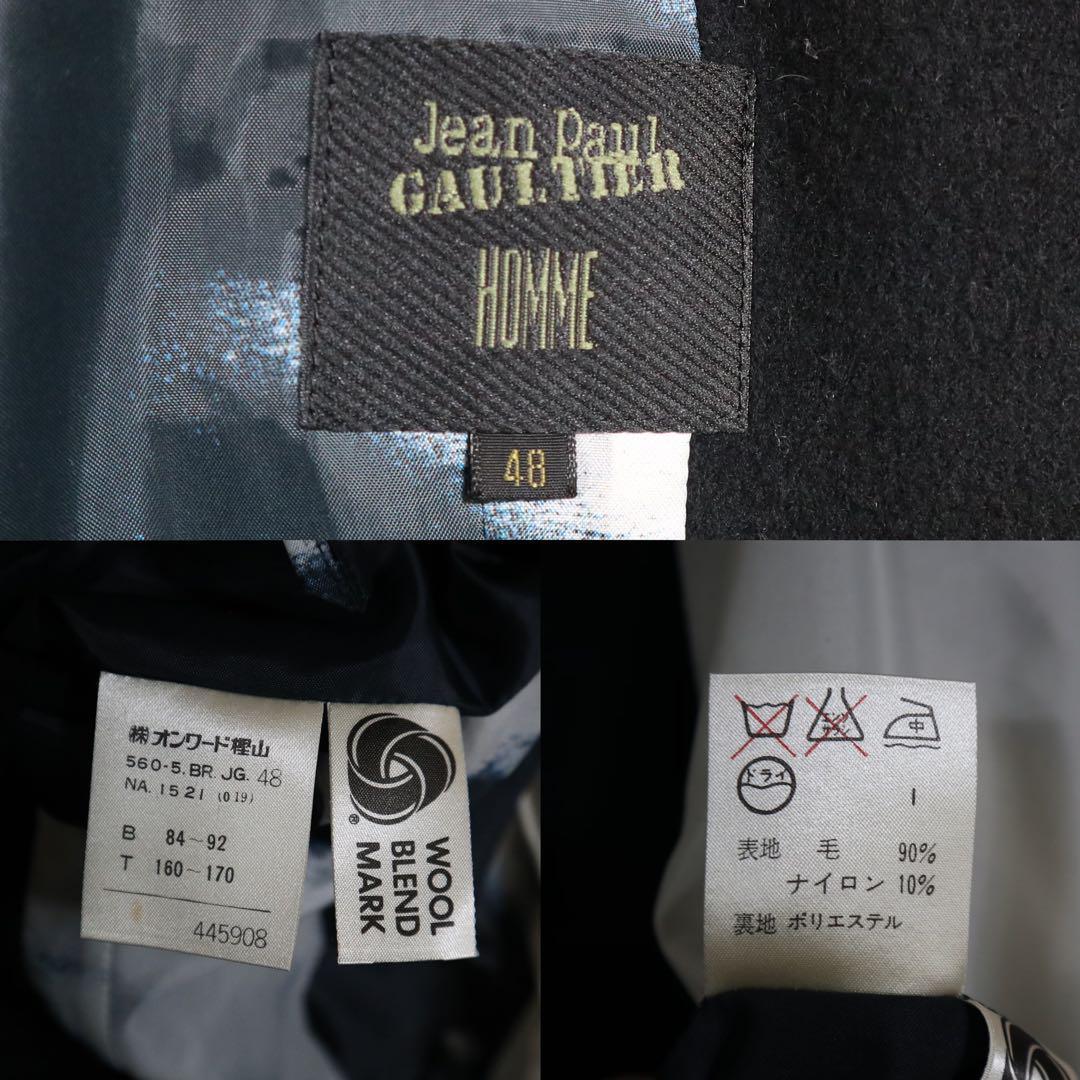 Jean Paul
GAULTIER
HOMME
48
㈱オンワード樫山
560-5.BR.JG. 48
NA.1521 (019)
B 84~92
T 160~170
445908
WOOL
BLEND
MARK
®
中
ドライ
I
表地 毛 90%
ナイロン 10%
裏地 ポリエステル